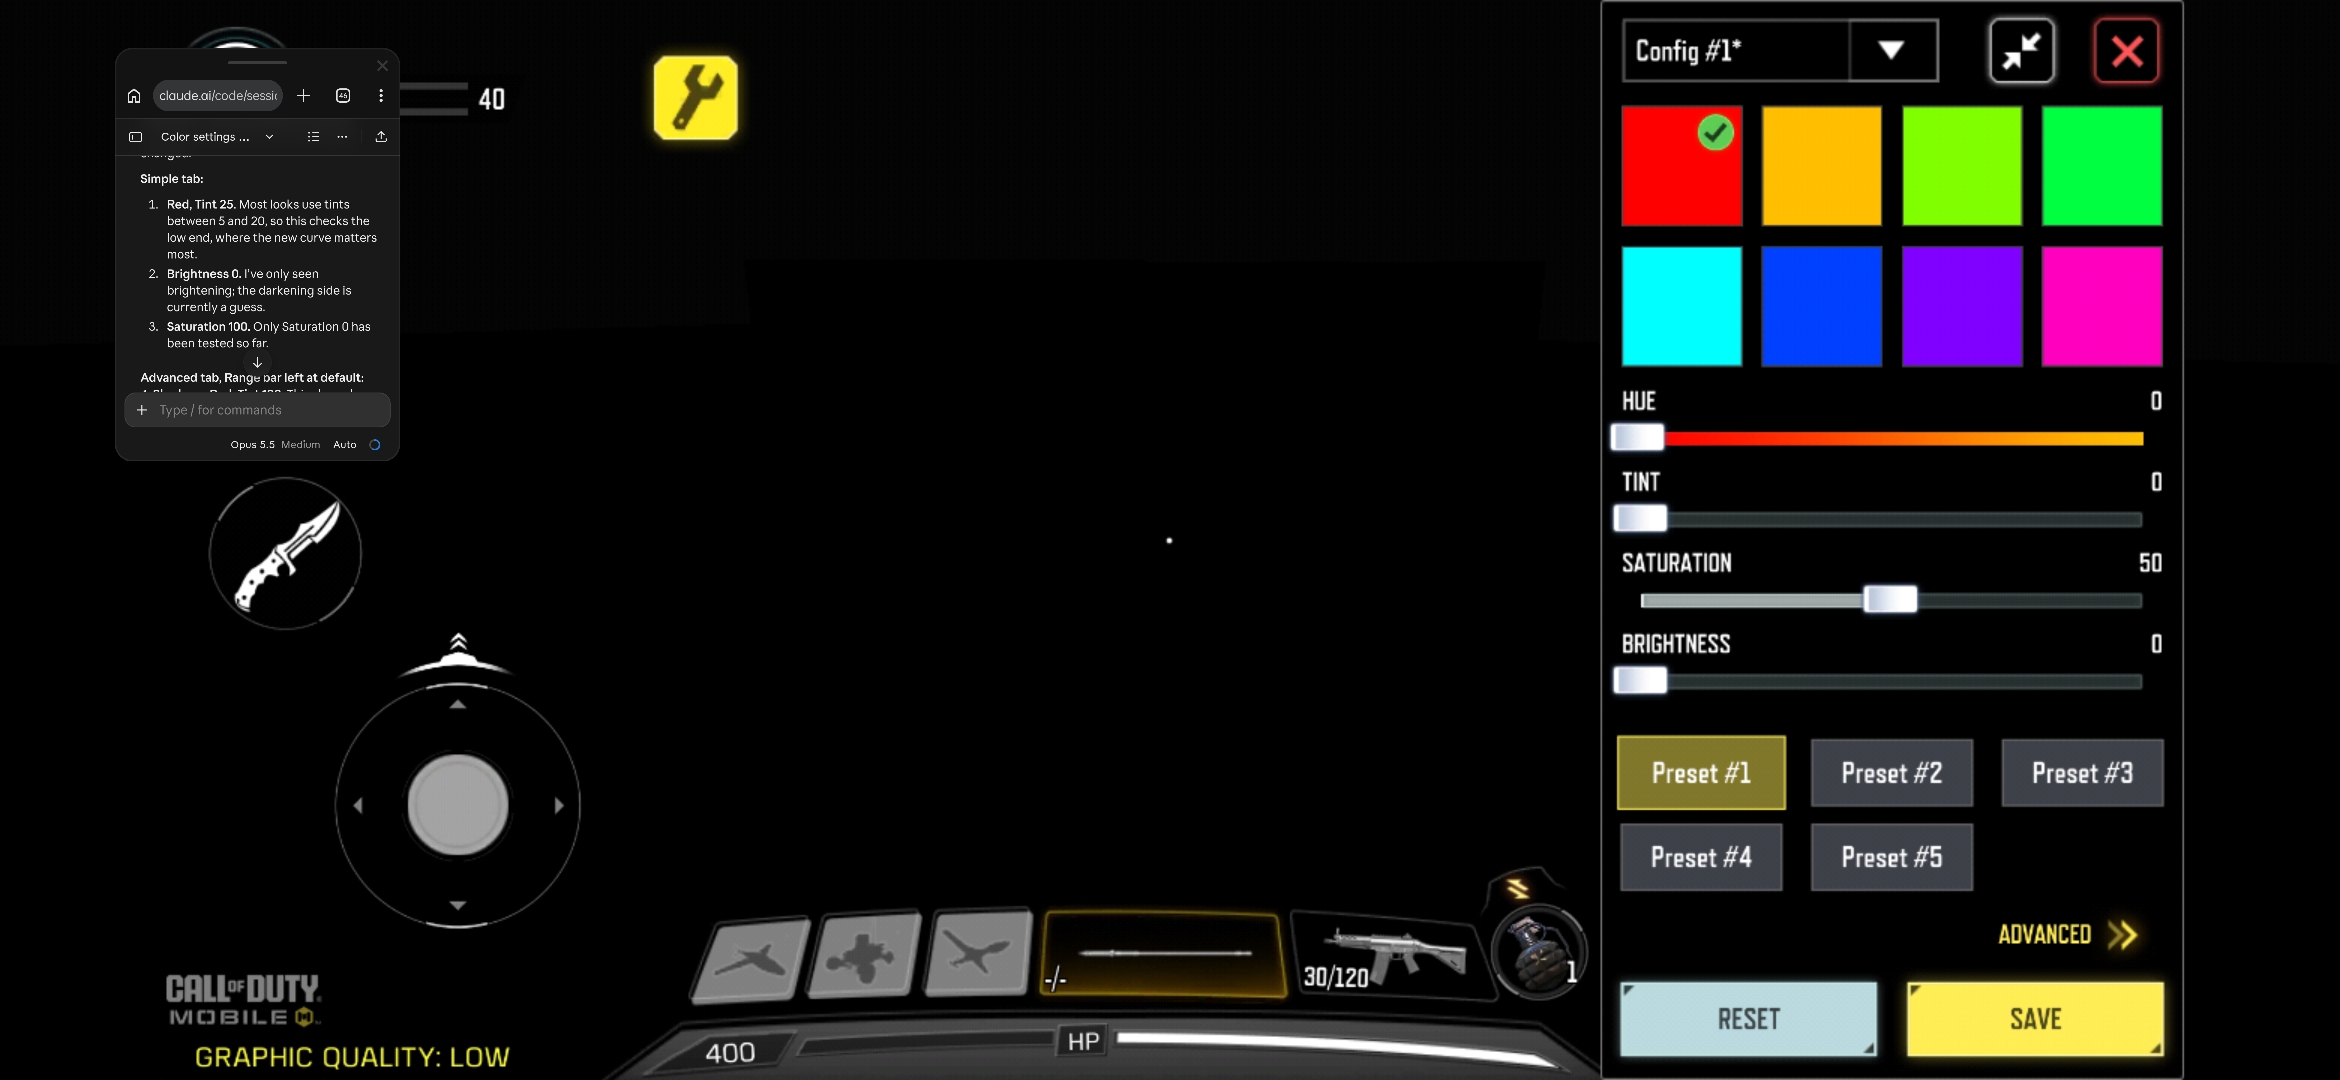 claude.ai/code/sessi
46
Color settings ...
Simple tab:
1. Red, Tint 25. Most looks use tints
between 5 and 20, so this checks the
low end, where the new curve matters
most.
2. Brightness 0. I've only seen
brightening; the darkening side is
currently a guess.
3. Saturation 100. Only Saturation 0 has
been tested so far.
Advanced tab, Range bar left at default:
Type / for commands
Opus 5.5 Medium Auto
40
Config #1*
HUE 0
TINT 0
SATURATION 50
BRIGHTNESS 0
Preset #1 Preset #2 Preset #3
Preset #4 Preset #5
ADVANCED
RESET SAVE
-/-
30/120
1
CALL OF DUTY
MOBILE
GRAPHIC QUALITY: LOW
400
HP